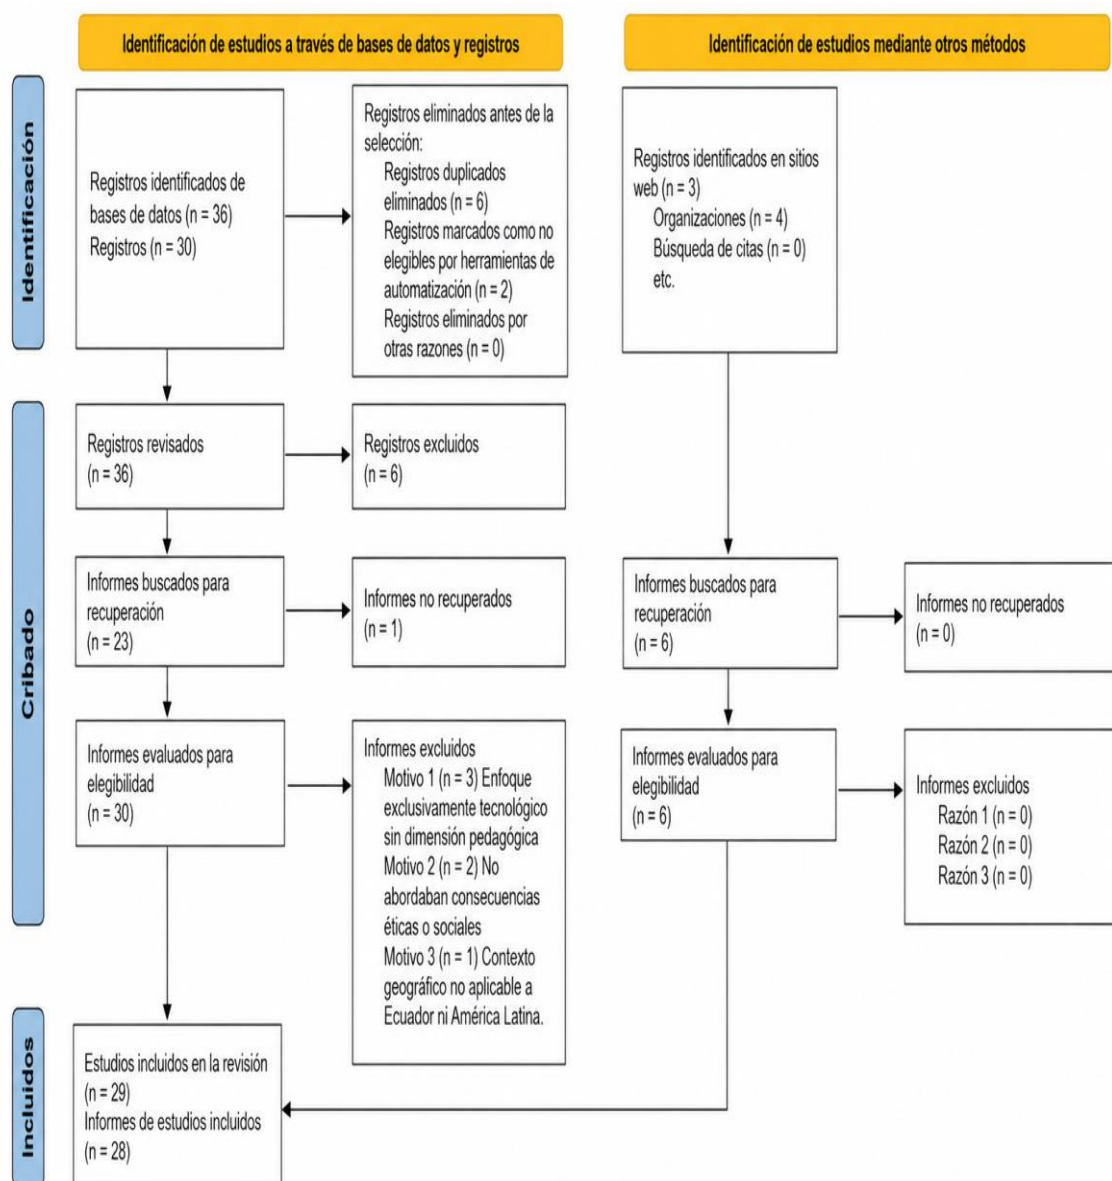 Identificación de estudios a través de bases de datos y registros
Identificación de estudios mediante otros métodos
Identificación
Registros identificados de
bases de datos (n = 36)
Registros (n = 30)
Registros eliminados antes de la
selección:
Registros duplicados
eliminados (n = 6)
Registros marcados como no
elegibles por herramientas de
automatización (n = 2)
Registros eliminados por
otras razones (n = 0)
Registros identificados en sitios
web (n = 3)
Organizaciones (n = 4)
Búsqueda de citas (n = 0)
etc.
Cribado
Registros revisados
(n = 36)
Registros excluidos
(n = 6)
Informes buscados para
recuperación
(n = 23)
Informes no recuperados
(n = 1)
Informes buscados para
recuperación
(n = 6)
Informes no recuperados
(n = 0)
Informes evaluados para
elegibilidad
(n = 30)
Informes excluidos
Motivo 1 (n = 3) Enfoque
exclusivamente tecnológico
sin dimensión pedagógica
Motivo 2 (n = 2) No
abordaban consecuencias
éticas o sociales
Motivo 3 (n = 1) Contexto
geográfico no aplicable a
Ecuador ni América Latina.
Informes evaluados para
elegibilidad
(n = 6)
Informes excluidos
Razón 1 (n = 0)
Razón 2 (n = 0)
Razón 3 (n = 0)
Incluidos
Estudios incluidos en la revisión
(n = 29)
Informes de estudios incluidos
(n = 28)